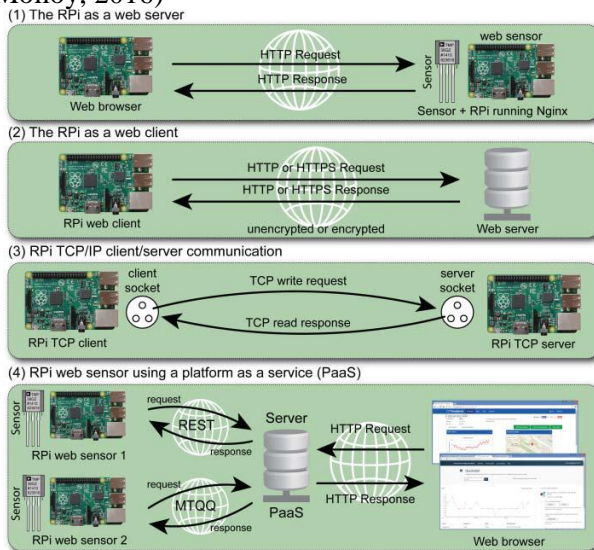 Molloy, 2016)
(1) The RPi as a web server
web sensor
HTTP Request
HTTP Response
Sensor
TMP
Web browser
Sensor + RPi running Nginx
(2) The RPi as a web client
HTTP or HTTPS Request
HTTP or HTTPS Response
RPi web client
unencrypted or encrypted
Web server
(3) RPi TCP/IP client/server communication
client
socket
TCP write request
server
socket
TCP read response
RPi TCP client
RPi TCP server
(4) RPi web sensor using a platform as a service (PaaS)
Sensor
RPi web sensor 1
request
REST
response
Server
HTTP Request
Sensor
RPi web sensor 2
request
MTQQ
response
PaaS
HTTP Response
Web browser